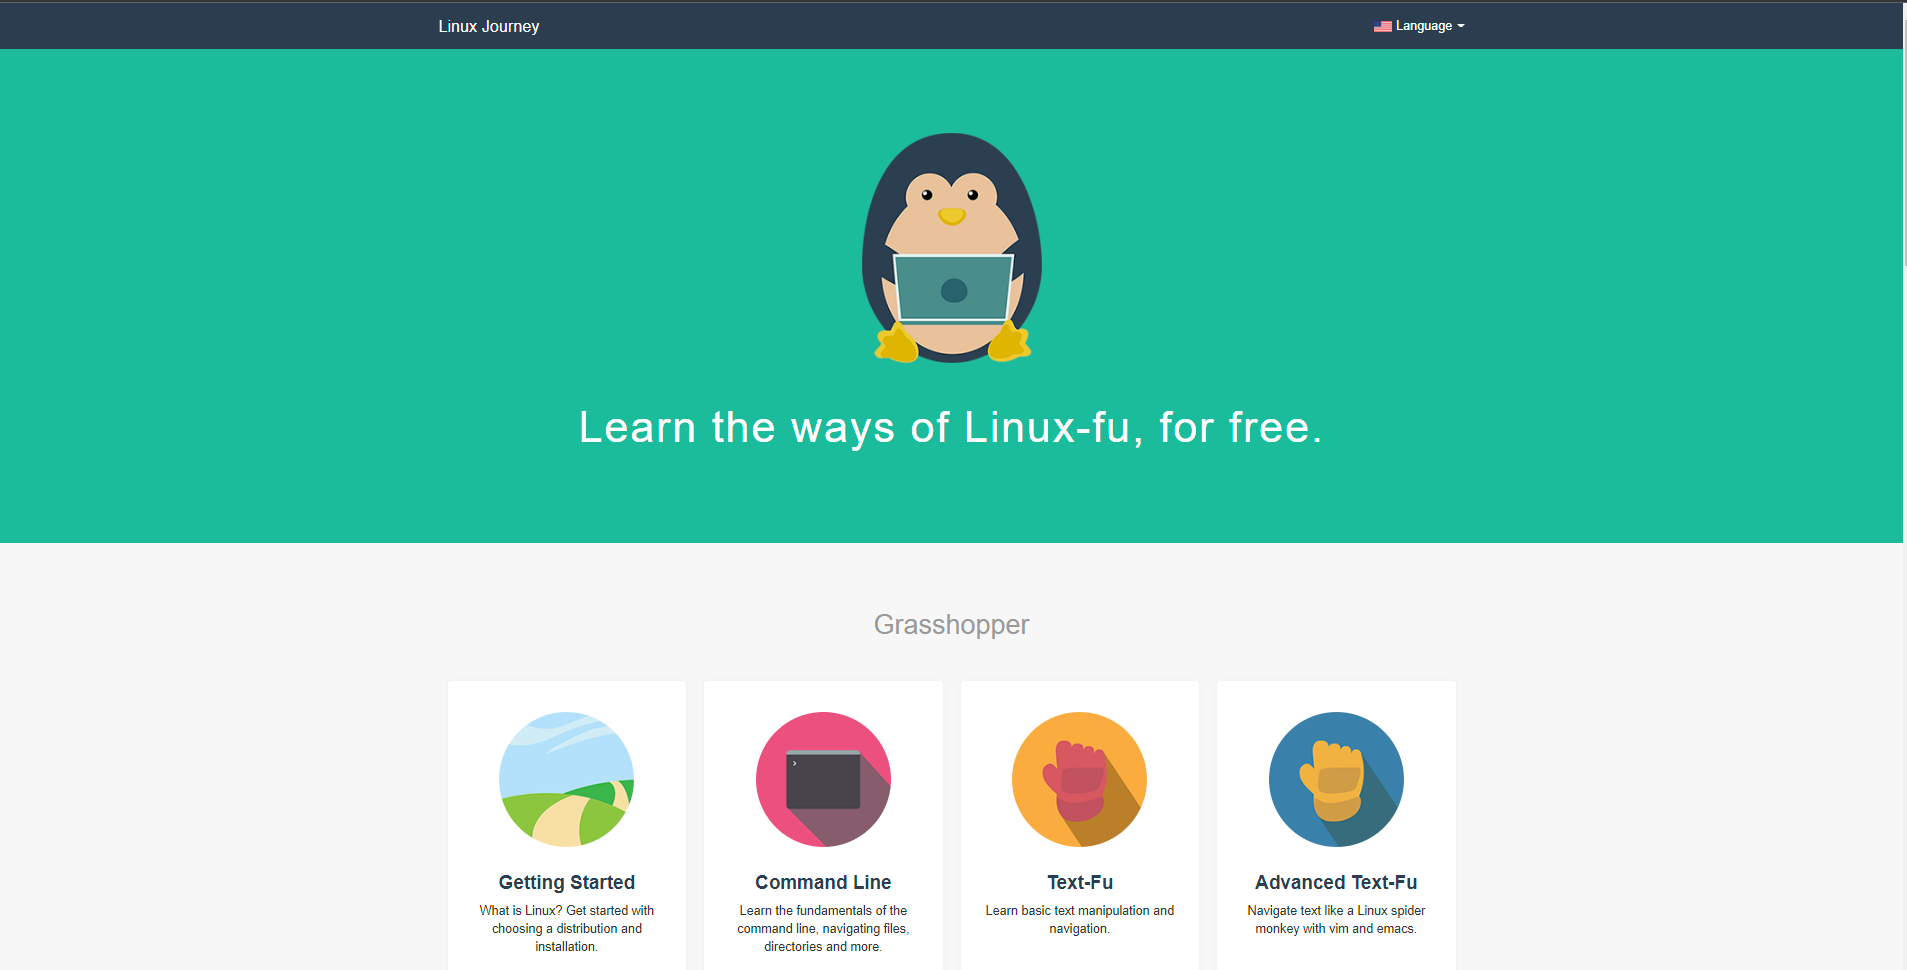 Linux Journey
Language
Learn the ways of Linux-fu, for free.
Grasshopper
Getting Started
What is Linux? Get started with
choosing a distribution and
installation.
Command Line
Learn the fundamentals of the
command line, navigating files,
directories and more.
Text-Fu
Learn basic text manipulation and
navigation.
Advanced Text-Fu
Navigate text like a Linux spider
monkey with vim and emacs.